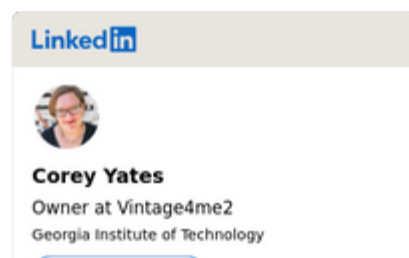 LinkedIn
Corey Yates
Owner at Vintage4me2
Georgia Institute of Technology